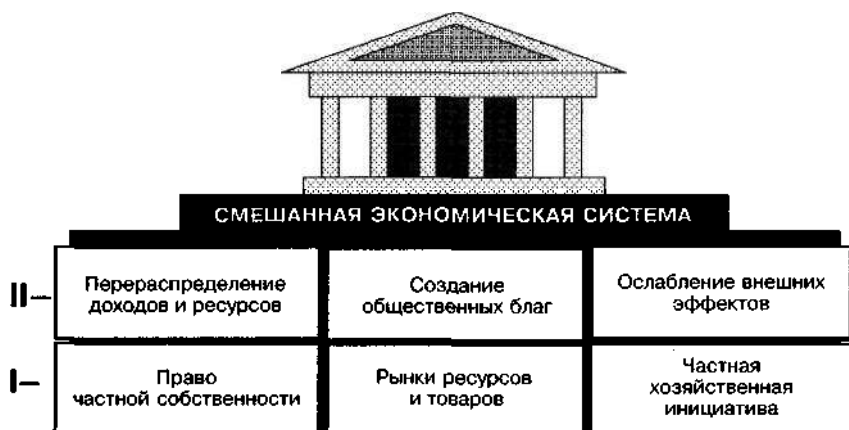 СМЕШАННАЯ ЭКОНОМИЧЕСКАЯ СИСТЕМА
II–
Перераспределение
доходов и ресурсов
Создание
общественных благ
Ослабление внешних
эффектов
I–
Право
частной собственности
Рынки ресурсов
и товаров
Частная
хозяйственная
инициатива